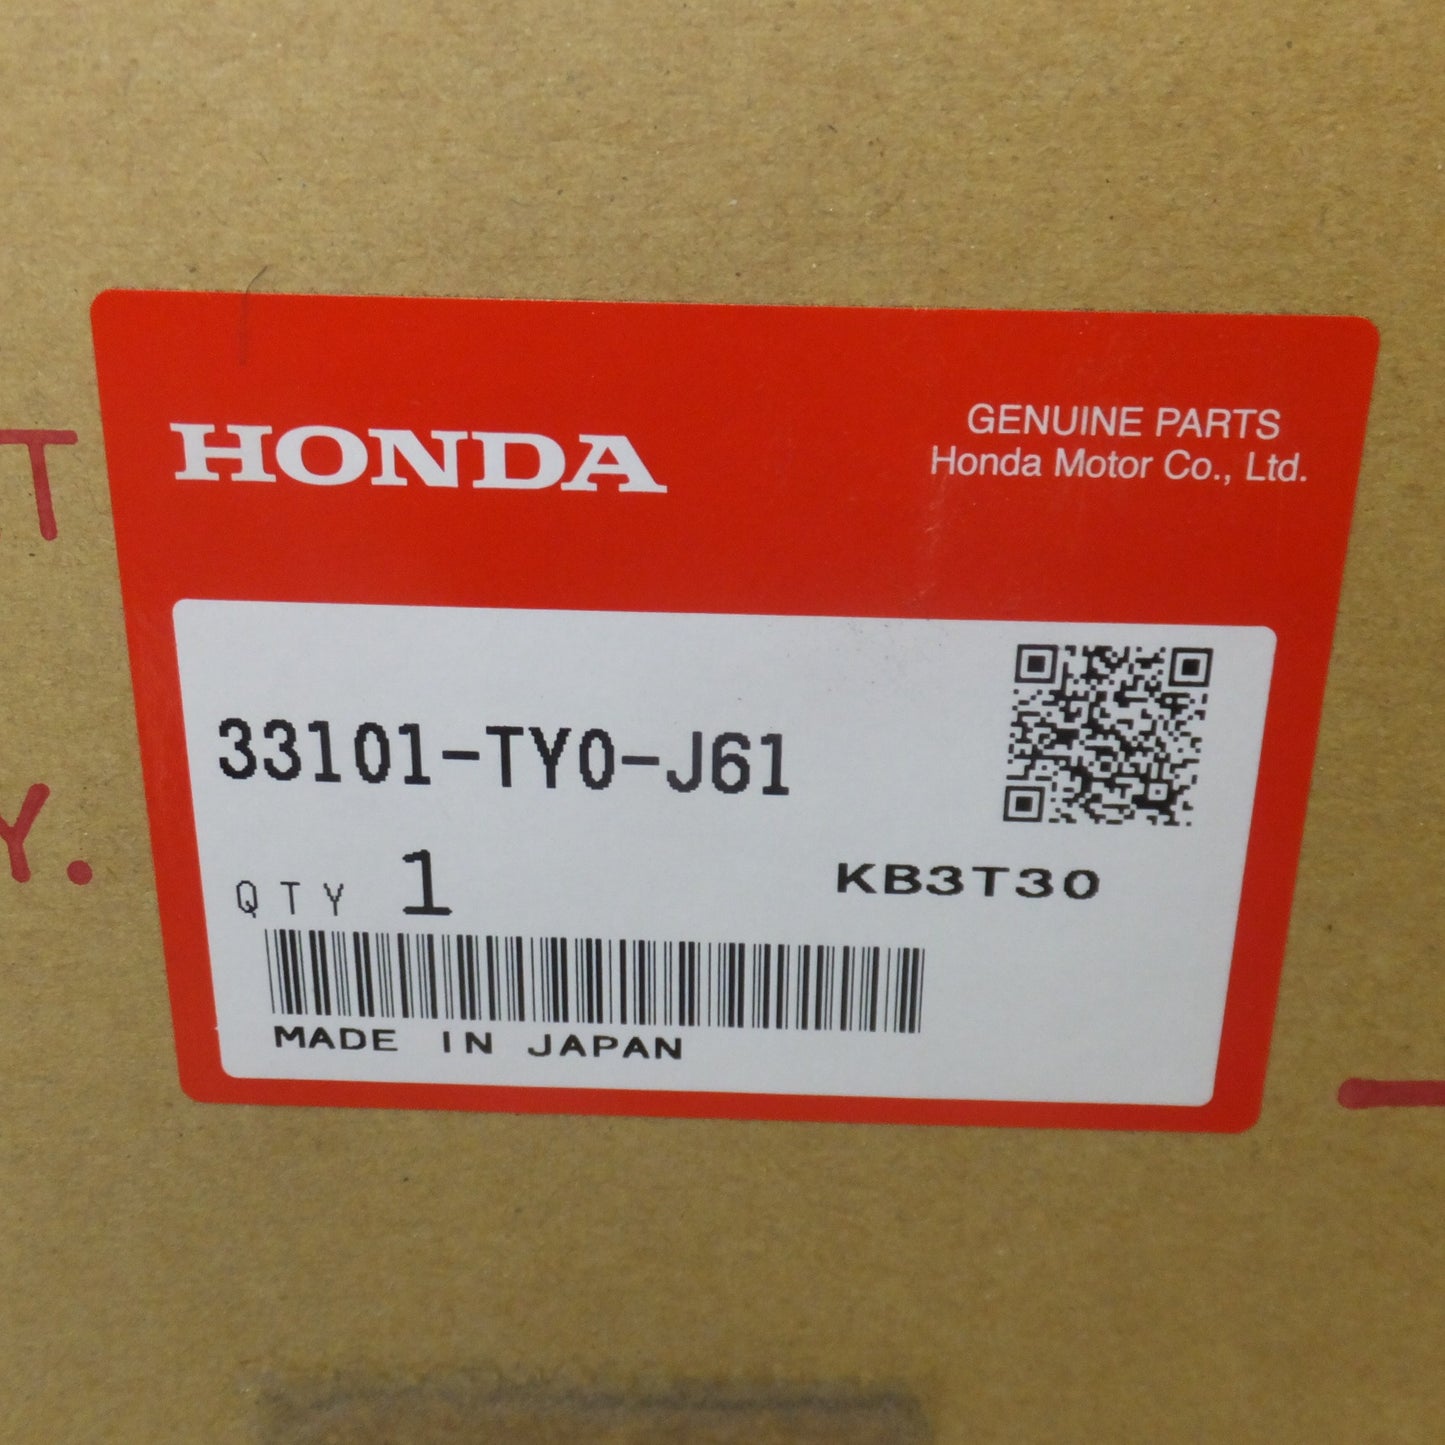 HONDA
GENUINE PARTS
Honda Motor Co., Ltd.
33101-TY0-J61
QTY 1
KB3T30
MADE IN JAPAN
T
Y.